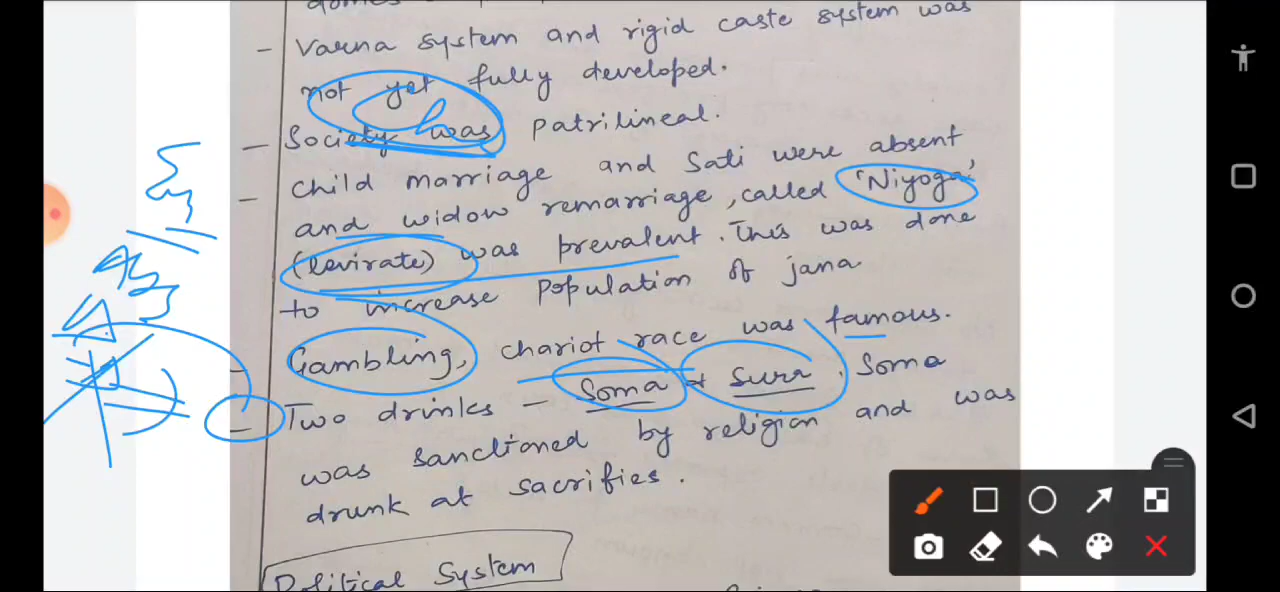 - Varna system and rigid caste system was
not yet fully developed.
- Society was patrilineal.
- child marriage and Sati were absent
and widow remarriage, called 'Niyoga'
(levirate) was prevalent. This was done
to increase population of jana
- Gambling, chariot race was famous.
- Two drinks - Soma & Sura. Soma
was sanctioned by religion and was
drunk at sacrifies.
Political System